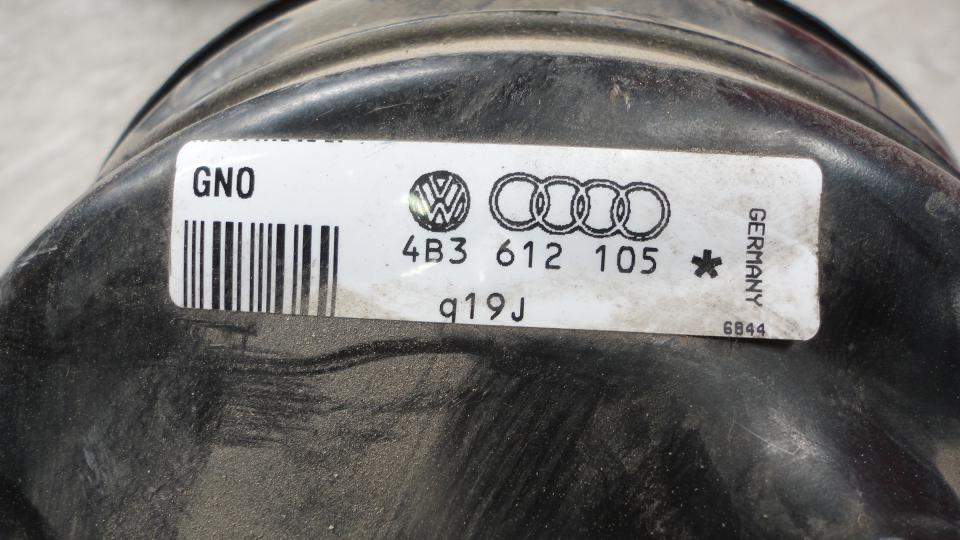 GNO
4B3 612 105 *
q19J
GERMANY
6844